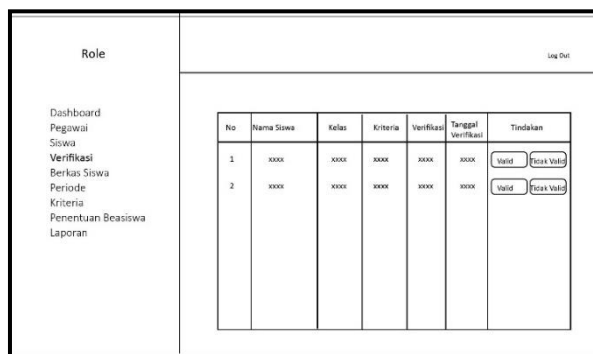 Role
Log Out
Dashboard
Pegawai
Siswa
Verifikasi
Berkas Siswa
Periode
Kriteria
Penentuan Beasiswa
Laporan
No Nama Siswa Kelas Kriteria Verifikasi Tanggal Verifikasi Tindakan
1 xxxx xxxx xxxx xxxx xxxx Valid Tidak Valid
2 xxxx xxxx xxxx xxxx xxxx Valid Tidak Valid